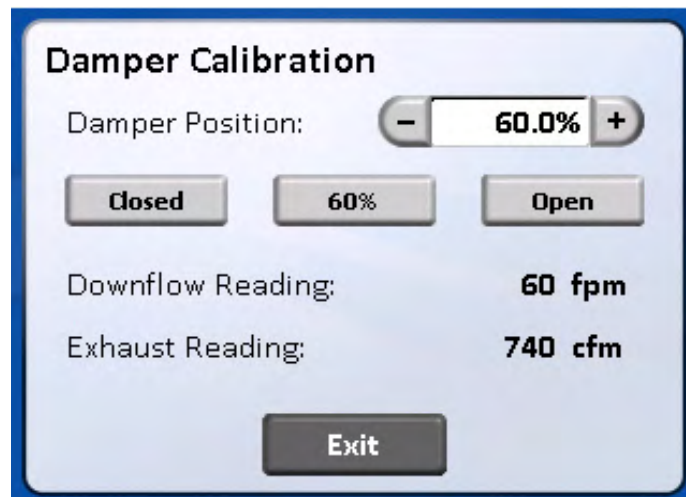 Damper Calibration
Damper Position: - 60.0% +
Closed 60% Open
Downflow Reading: 60 fpm
Exhaust Reading: 740 cfm
Exit